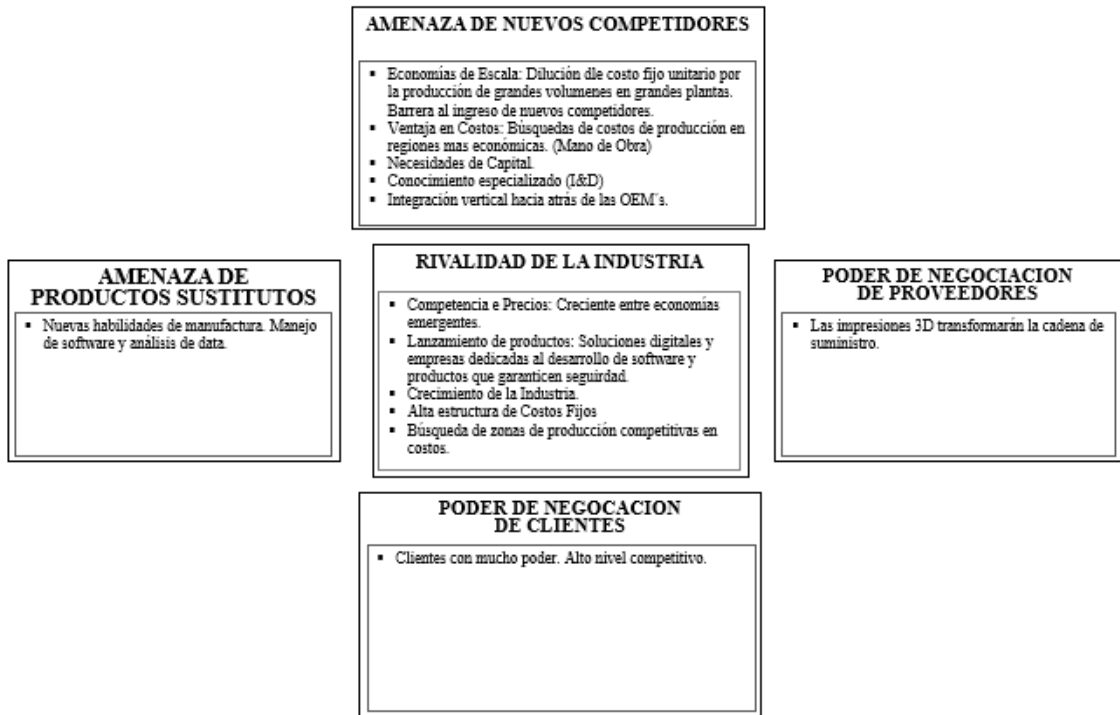 AMENAZA DE NUEVOS COMPETIDORES
▪ Economías de Escala: Dilución dle costo fijo unitario por
la producción de grandes volumenes en grandes plantas.
Barrera al ingreso de nuevos competidores.
▪ Ventaja en Costos: Búsquedas de costos de producción en
regiones mas económicas. (Mano de Obra)
▪ Necesidades de Capital.
▪ Conocimiento especializado (I&D)
▪ Integración vertical hacia atrás de las OEM´s.
AMENAZA DE
PRODUCTOS SUSTITUTOS
▪ Nuevas habilidades de manufactura. Manejo
de software y análisis de data.
RIVALIDAD DE LA INDUSTRIA
▪ Competencia e Precios: Creciente entre economías
emergentes.
▪ Lanzamiento de productos: Soluciones digitales y
empresas dedicadas al desarrollo de software y
productos que garanticen seguirdad.
▪ Crecimiento de la Industria.
▪ Alta estructura de Costos Fijos
▪ Búsqueda de zonas de producción competitivas en
costos.
PODER DE NEGOCIACION
DE PROVEEDORES
▪ Las impresiones 3D transformarán la cadena de
suministro.
PODER DE NEGOCACION
DE CLIENTES
▪ Clientes con mucho poder. Alto nivel competitivo.